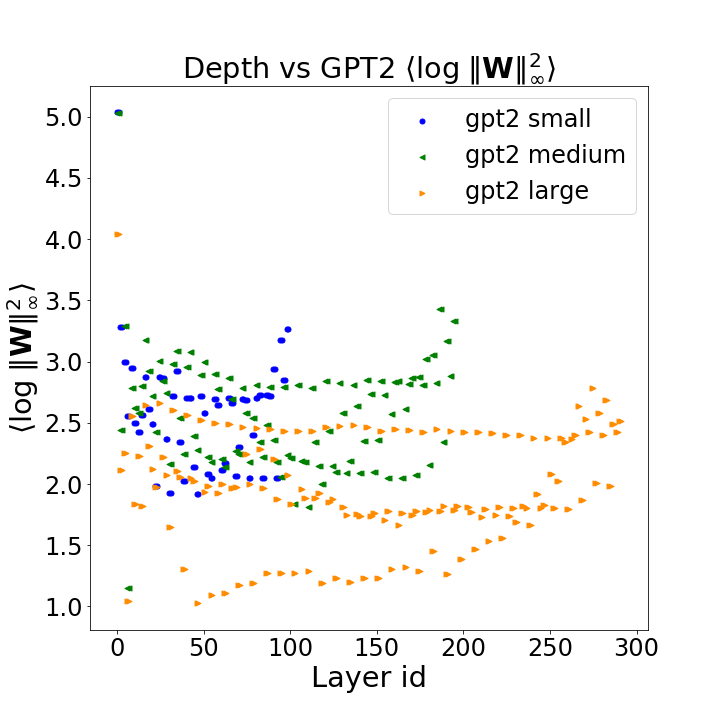 Depth vs GPT2 ⟨log ‖W‖²∞⟩
gpt2 small
gpt2 medium
gpt2 large
⟨log ‖W‖²∞⟩
5.0
4.5
4.0
3.5
3.0
2.5
2.0
1.5
1.0
0 50 100 150 200 250 300
Layer id